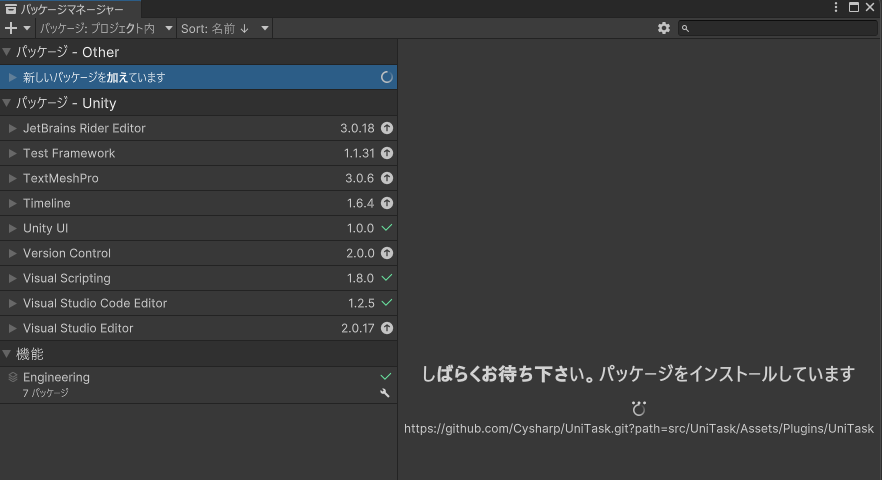 パッケージマネージャー
パッケージ: プロジェクト内
Sort: 名前 ↓
パッケージ - Other
新しいパッケージを加えています
パッケージ - Unity
JetBrains Rider Editor 3.0.18
Test Framework 1.1.31
TextMeshPro 3.0.6
Timeline 1.6.4
Unity UI 1.0.0
Version Control 2.0.0
Visual Scripting 1.8.0
Visual Studio Code Editor 1.2.5
Visual Studio Editor 2.0.17
機能
Engineering
7 パッケージ
しばらくお待ち下さい。パッケージをインストールしています
https://github.com/Cysharp/UniTask.git?path=src/UniTask/Assets/Plugins/UniTask